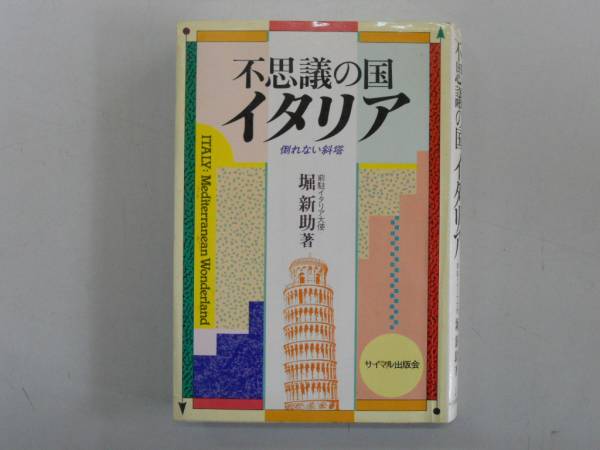 不思議の国
イタリア
倒れない斜塔
ITALY: Mediterranean Wonderland
前駐イタリア大使
堀 新助著
サイマル出版会
不思議の国 イタリア